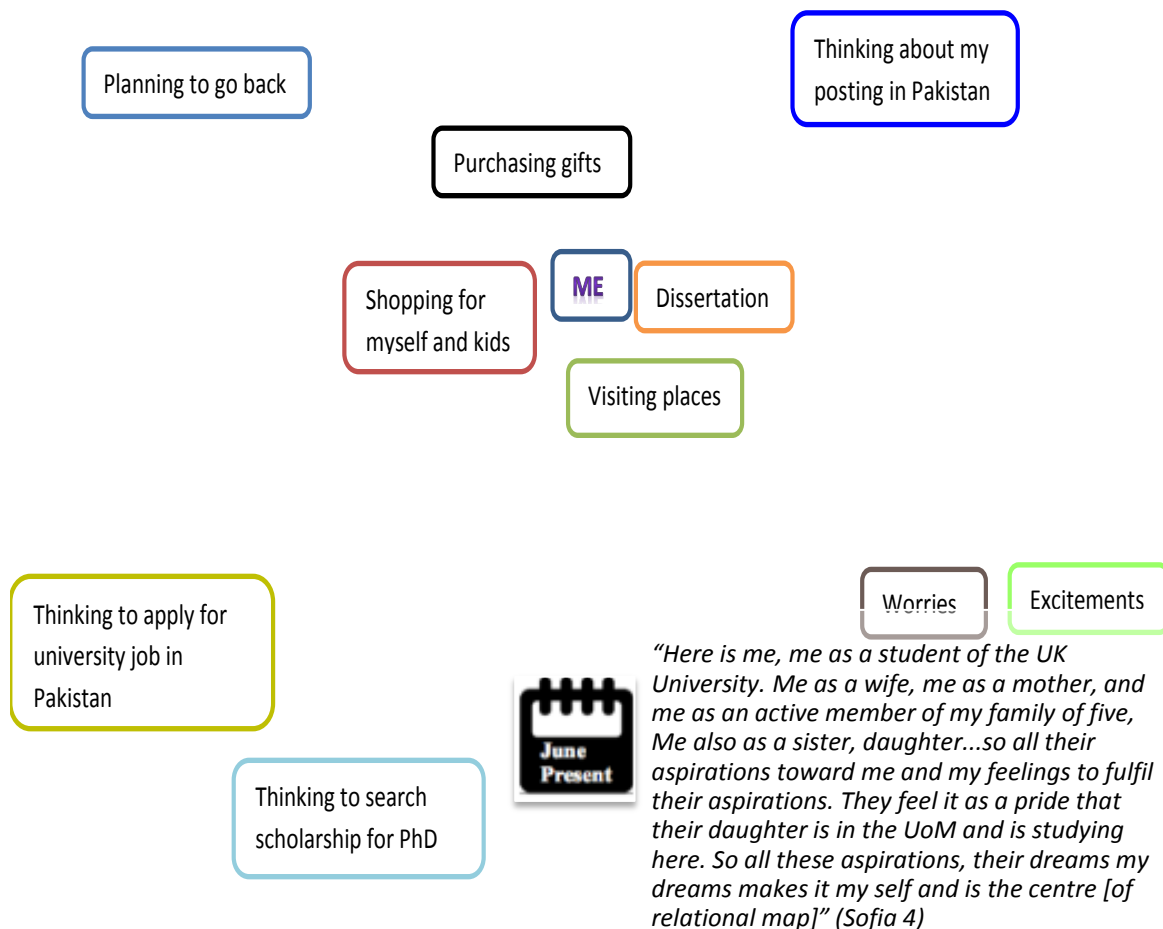 Thinking about my
posting in Pakistan
Planning to go back
Purchasing gifts
ME
Dissertation
Shopping for
myself and kids
Visiting places
Worries
Excitements
Thinking to apply for
university job in
Pakistan
“Here is me, me as a student of the UK
University. Me as a wife, me as a mother, and
me as an active member of my family of five,
Me also as a sister, daughter...so all their
aspirations toward me and my feelings to fulfil
their aspirations. They feel it as a pride that
their daughter is in the UoM and is studying
here. So all these aspirations, their dreams my
dreams makes it my self and is the centre [of
relational map]” (Sofia 4)
June
Present
Thinking to search
scholarship for PhD